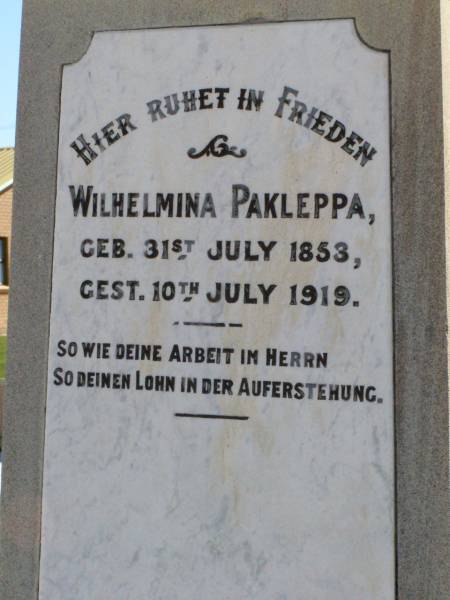 HIER RUHET IN FRIEDEN
WILHELMINA PAKLEPPA,
GEB. 31ST JULY 1853,
GEST. 10TH JULY 1919.
SO WIE DEINE ARBEIT IM HERRN
SO DEINEN LOHN IN DER AUFERSTEHUNG.